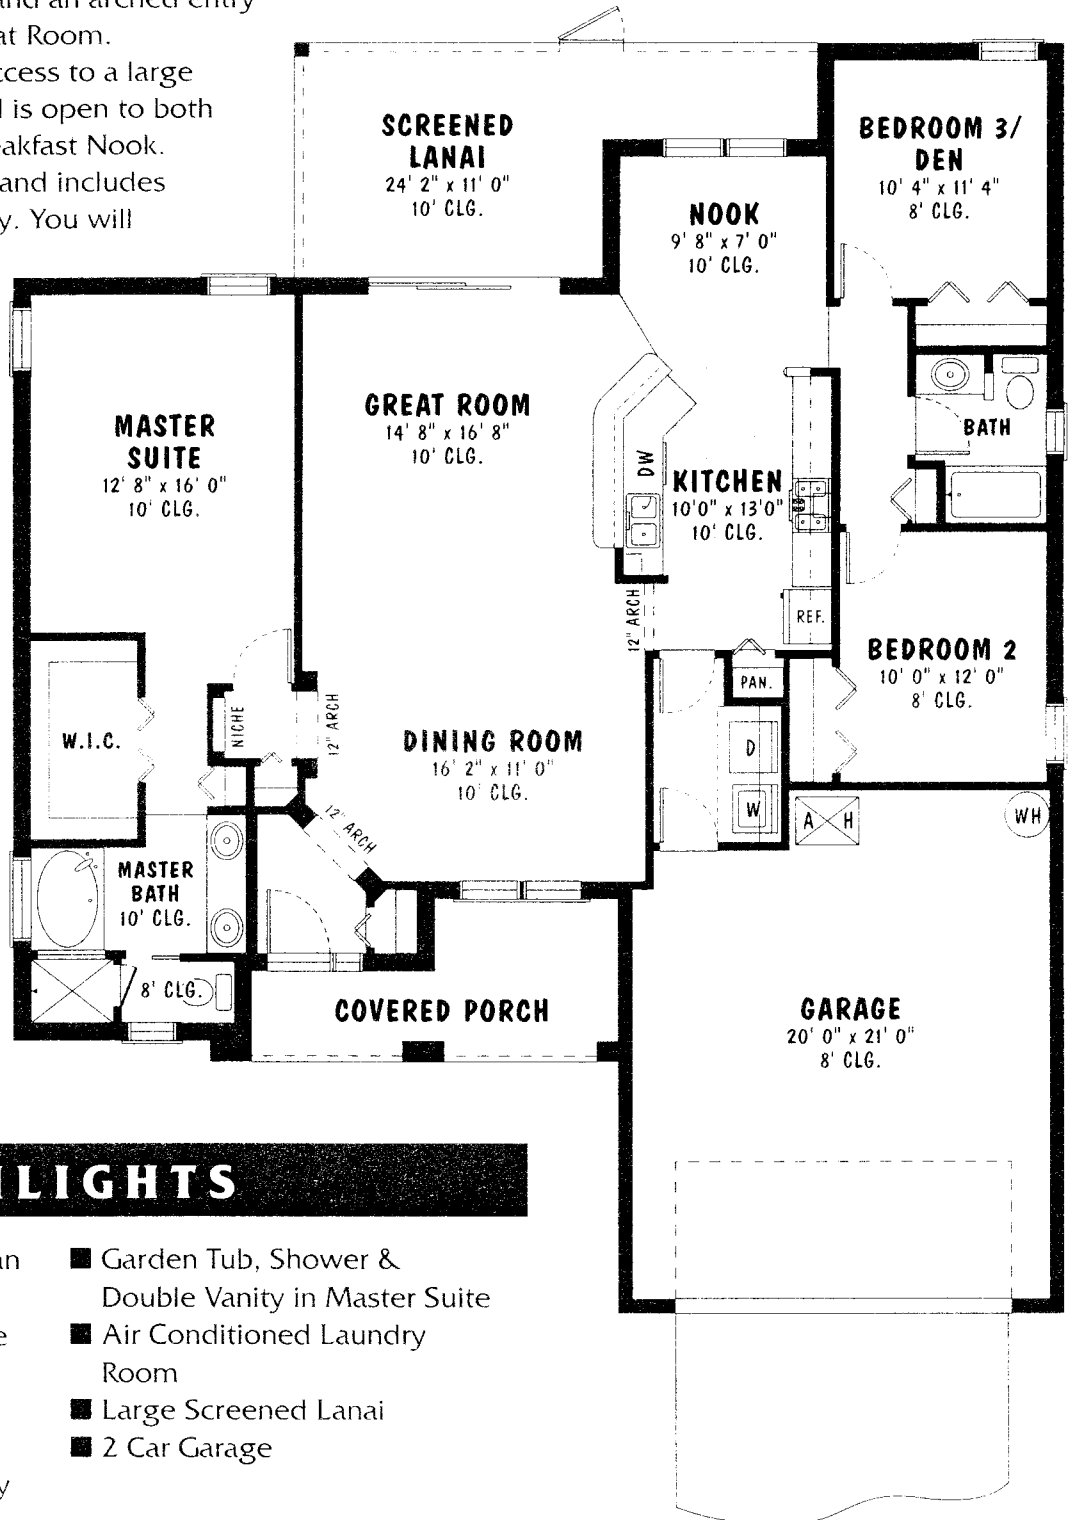 and an arched entry
at Room.
ccess to a large
l is open to both
eakfast Nook.
and includes
y. You will
SCREENED
LANAI
24' 2" x 11' 0"
10' CLG.
BEDROOM 3/
DEN
10' 4" x 11' 4"
8' CLG.
NOOK
9' 8" x 7' 0"
10' CLG.
GREAT ROOM
14' 8" x 16' 8"
10' CLG.
MASTER
SUITE
12' 8" x 16' 0"
10' CLG.
BATH
DW
KITCHEN
10'0" x 13'0"
10' CLG.
REF.
12" ARCH
BEDROOM 2
10' 0" x 12' 0"
8' CLG.
PAN.
W.I.C.
NICHE
12" ARCH
DINING ROOM
16' 2" x 11' 0"
10' CLG.
D
W
A H
WH
12" ARCH
MASTER
BATH
10' CLG.
8' CLG.
COVERED PORCH
GARAGE
20' 0" x 21' 0"
8' CLG.
LIGHTS
an
e
y
■ Garden Tub, Shower &
Double Vanity in Master Suite
■ Air Conditioned Laundry
Room
■ Large Screened Lanai
■ 2 Car Garage